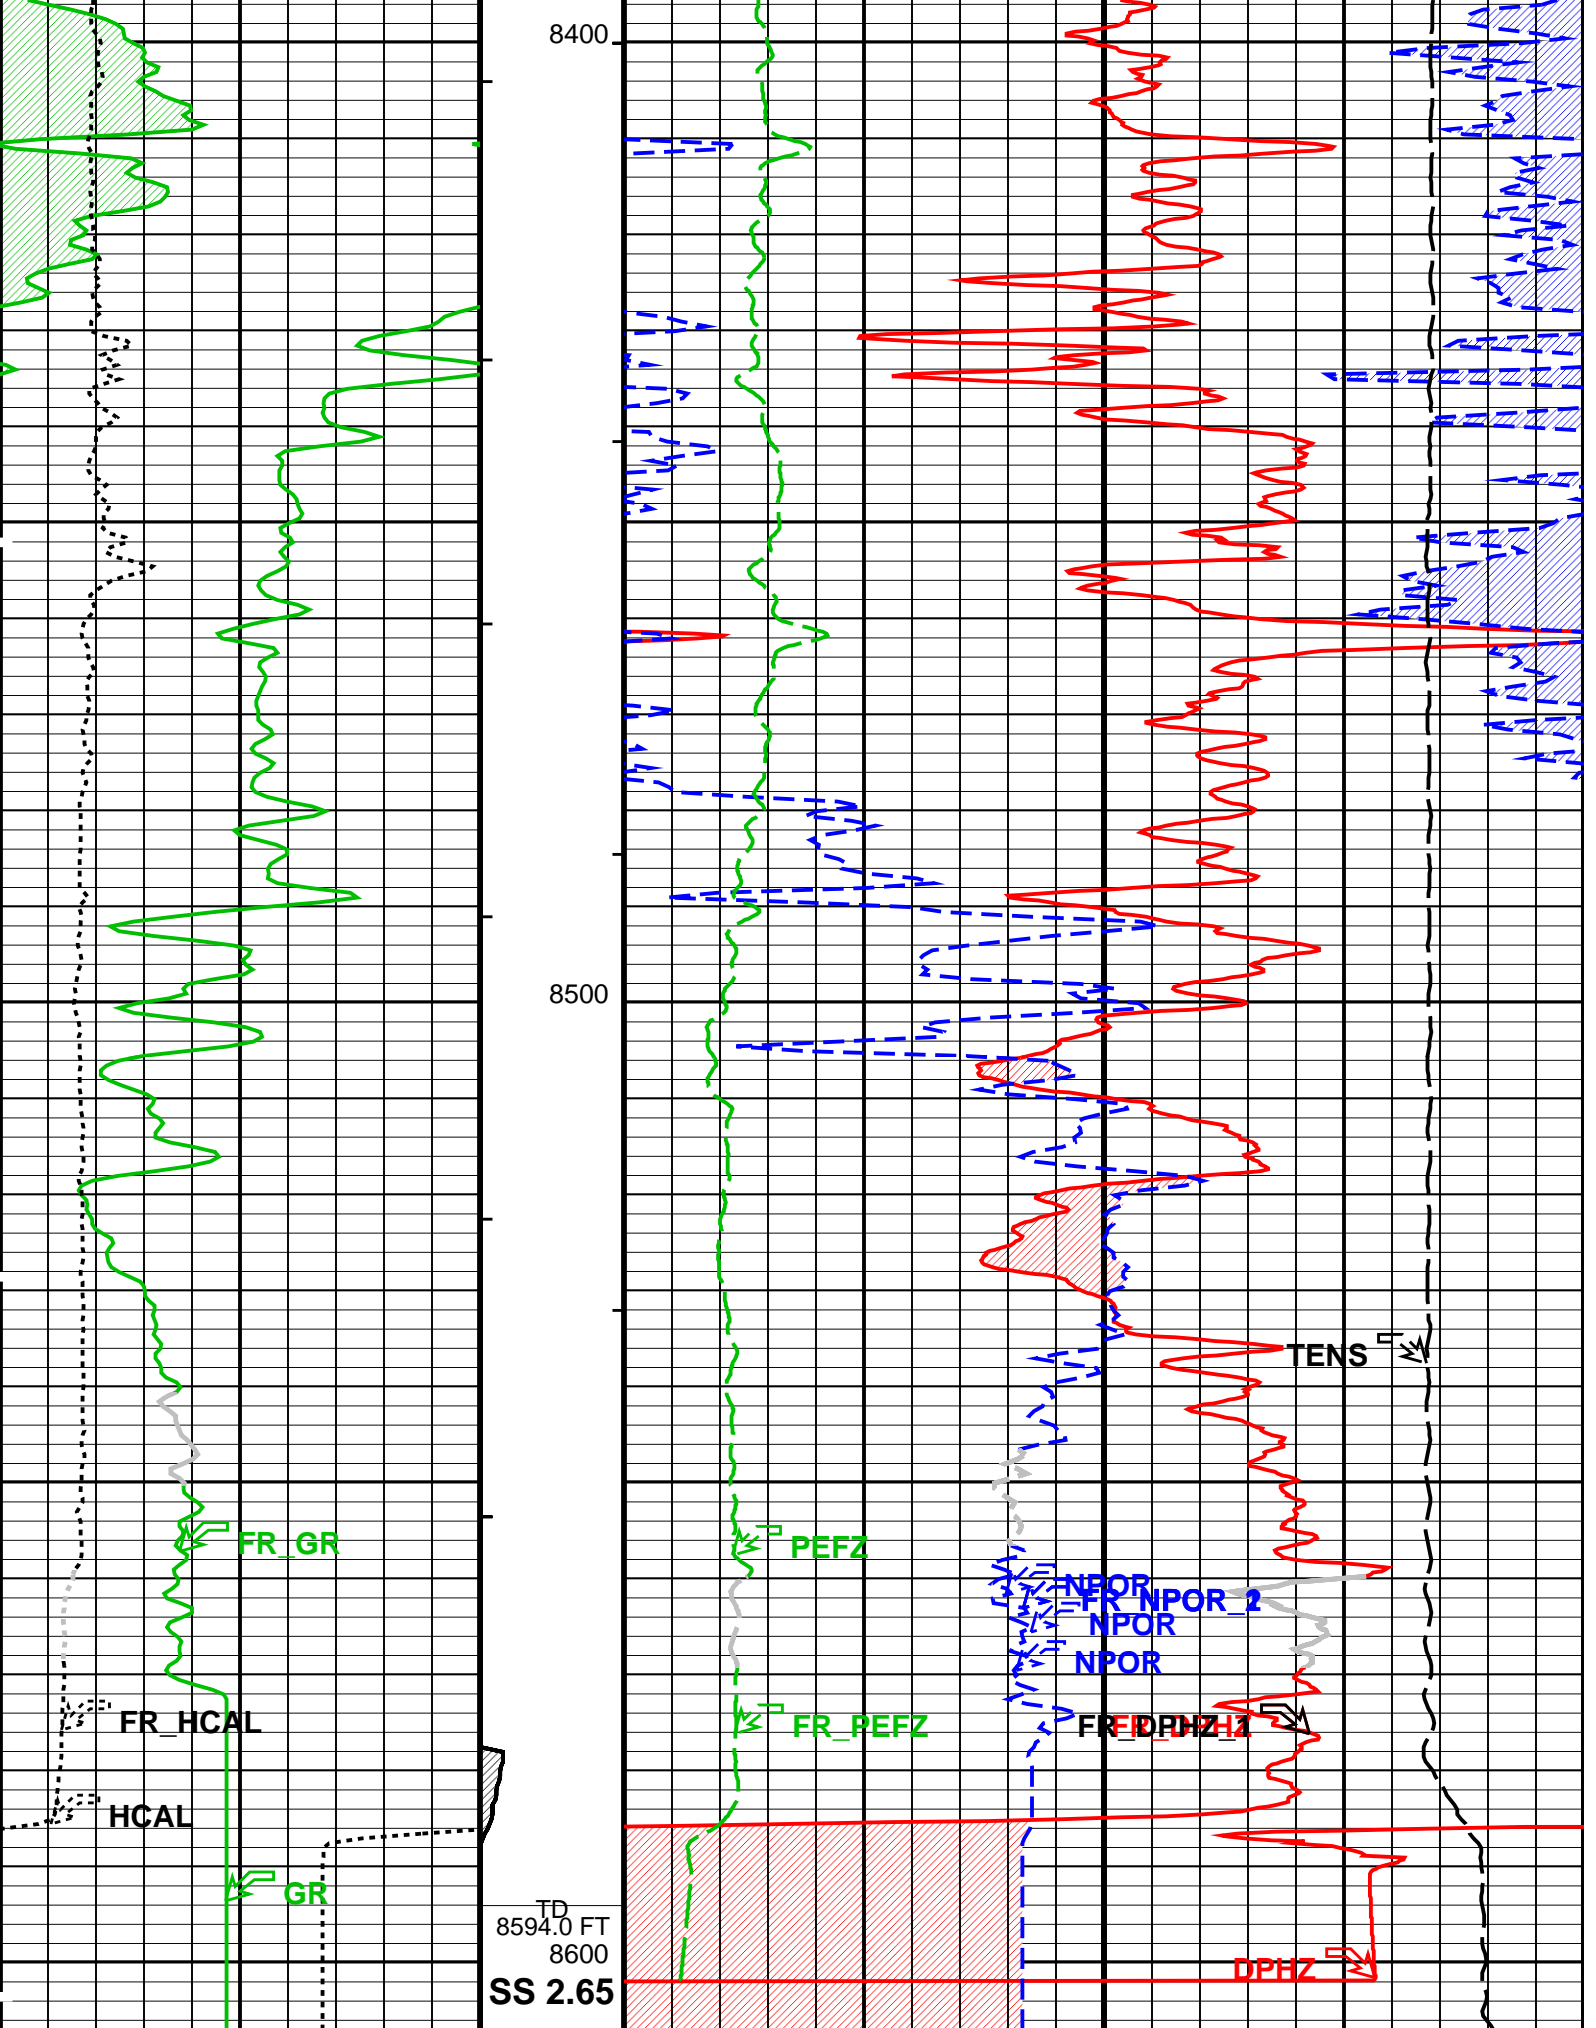 8400
8500
TENS
FR_GR
PEFZ
NPOR
FR_NPOR_2
NPOR
NPOR
FR_HCAL
FR_PEFZ
FR_DPHZ_1
HCAL
GR
TD
8594.0 FT
8600
DPHZ
SS 2.65